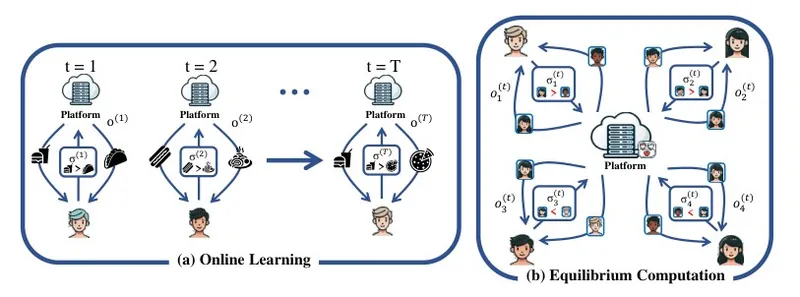 t = 1
t = 2
t = T
Platform
Platform
Platform
o(1)
o(2)
o(T)
σ(1)
σ(2)
σ(T)
>
>
>
(a) Online Learning
o1(t)
σ1(t)
>
σ2(t)
>
o2(t)
Platform
o3(t)
σ3(t)
<
σ4(t)
<
o4(t)
(b) Equilibrium Computation